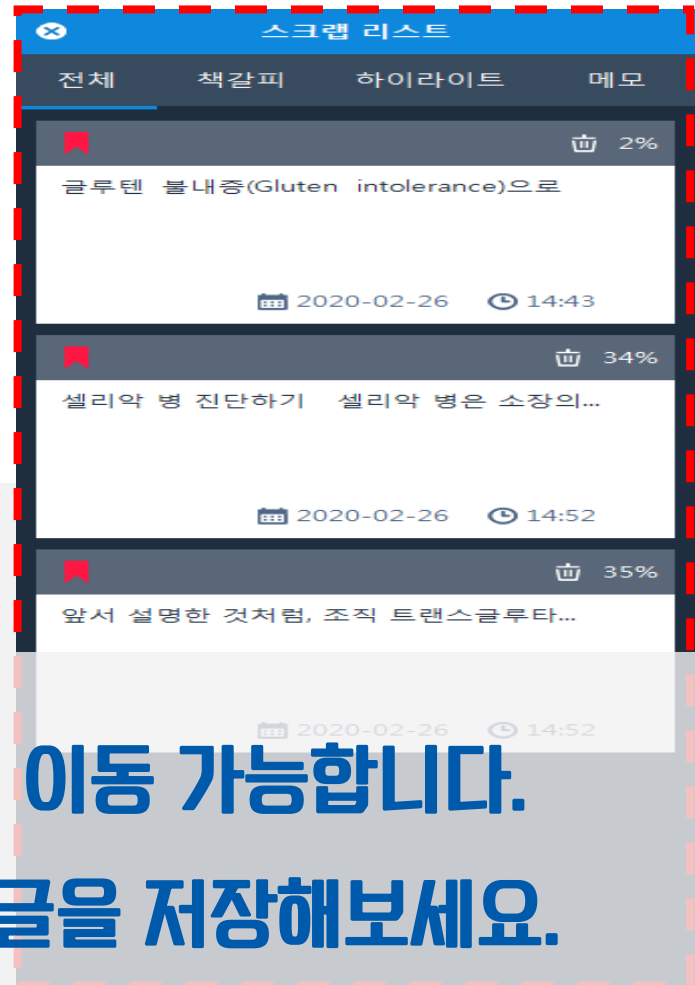 스크랩 리스트
전체 책갈피 하이라이트 메모
2%
글루텐 불내증(Gluten intolerance)으로
2020-02-26 14:43
34%
셀리악 병 진단하기 셀리악 병은 소장의...
2020-02-26 14:52
35%
앞서 설명한 것처럼, 조직 트랜스글루타...
2020-02-26 14:52
이동 가능합니다.
글을 저장해보세요.